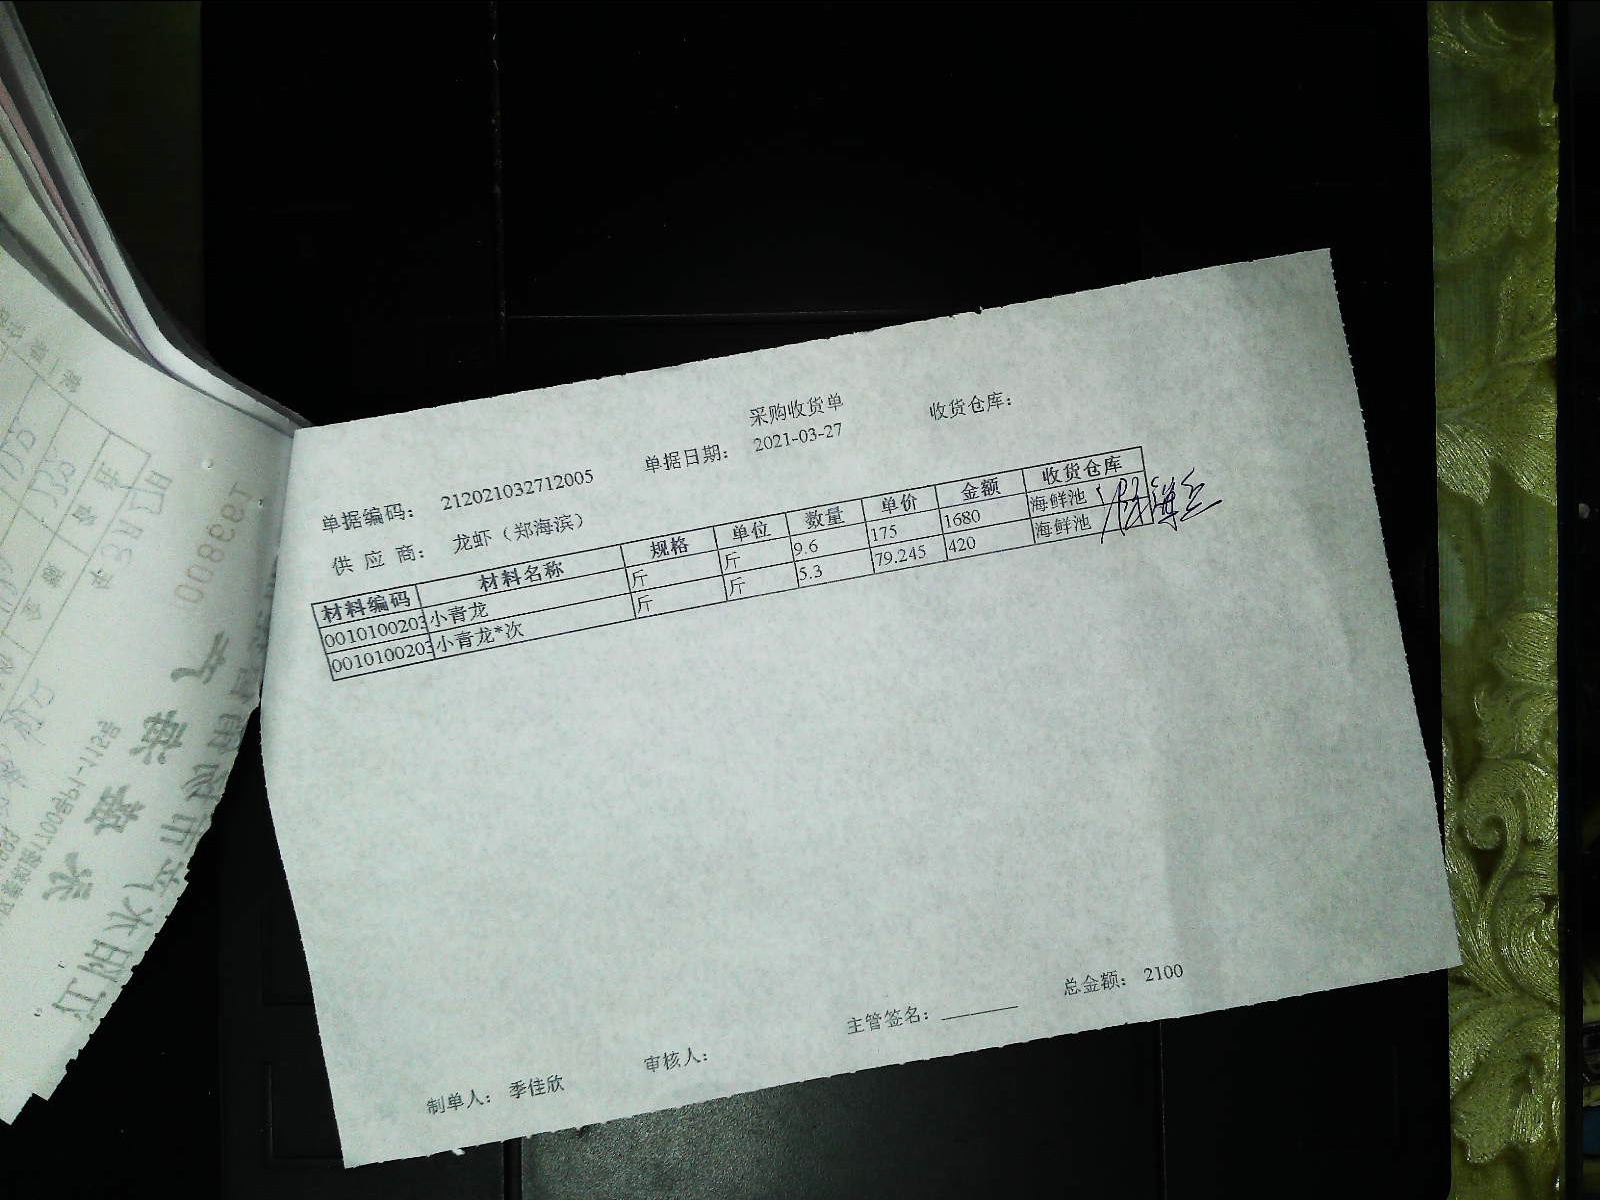 采购收货单
单据编码： 212021032712005 单据日期： 2021-03-27 收货仓库：
供 应 商： 龙虾（郑海滨）
材料编码 材料名称 规格 单位 数量 单价 金额 收货仓库
0010100203 小青龙 斤 斤 9.6 175 1680 海鲜池
0010100203 小青龙*次 斤 斤 5.3 79.245 420 海鲜池
制单人： 季佳欣 审核人： 主管签名： 总金额： 2100